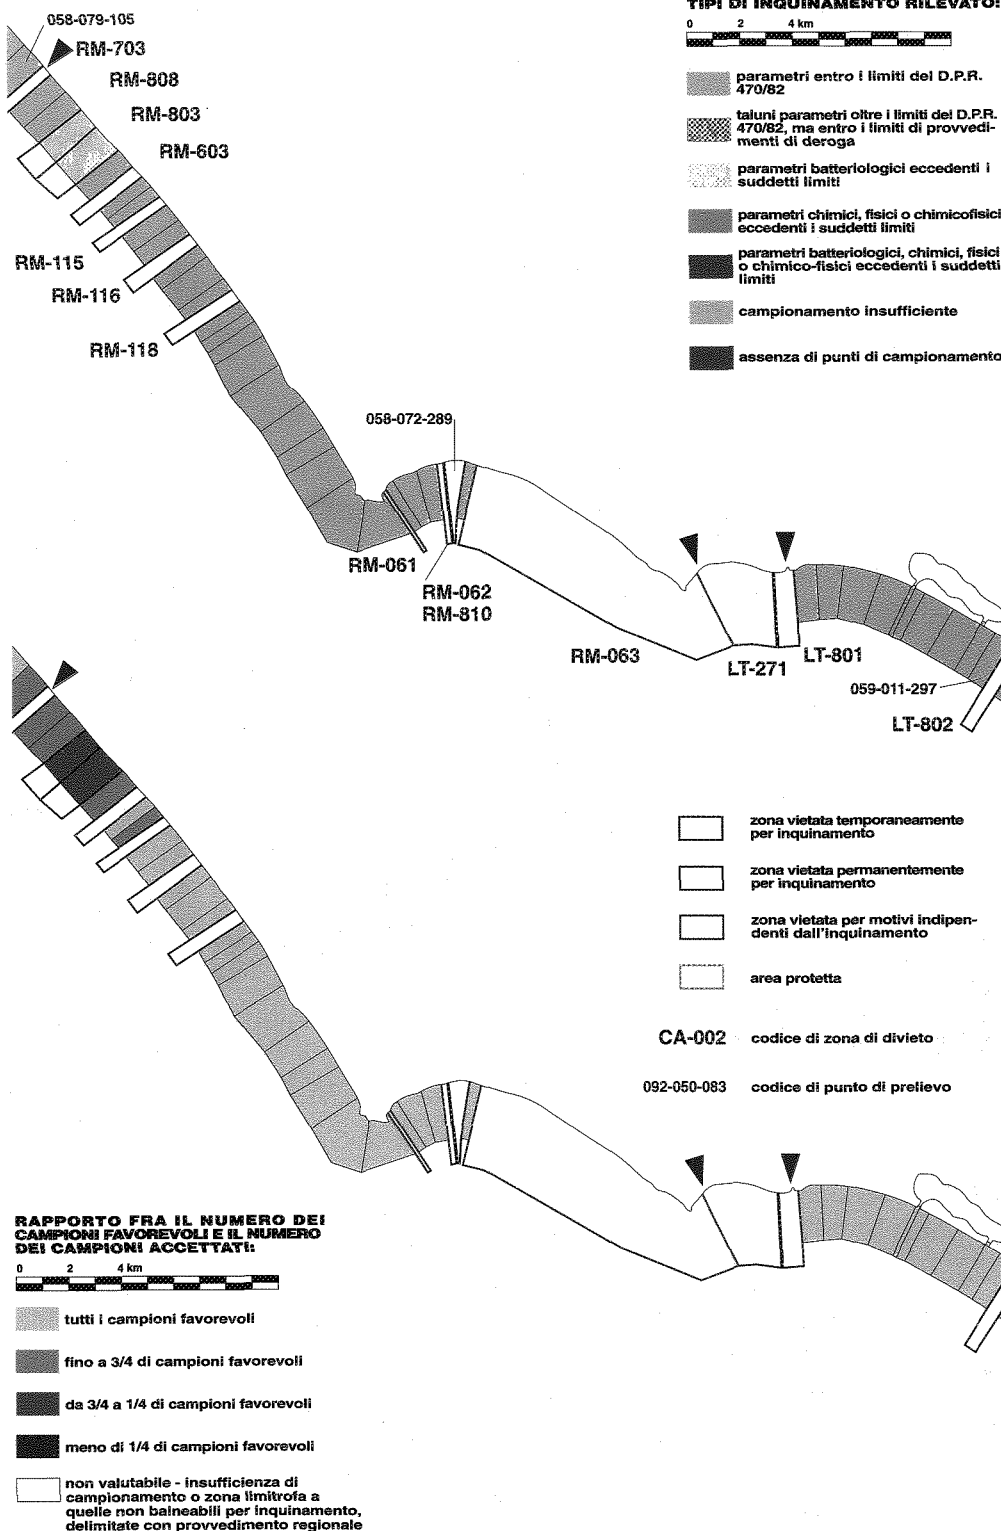 058-079-105
RM-703
RM-808
RM-803
RM-603
RM-115
RM-116
RM-118
TIPI DI INQUINAMENTO RILEVATO:
0 2 4 km
parametri entro i limiti del D.P.R.
470/82
taluni parametri oltre i limiti del D.P.R.
470/82, ma entro i limiti di provvedi-
menti di deroga
parametri batteriologici eccedenti i
suddetti limiti
parametri chimici, fisici o chimicofisici
eccedenti i suddetti limiti
parametri batteriologici, chimici, fisici
o chimico-fisici eccedenti i suddetti
limiti
campionamento insufficiente
assenza di punti di campionamento
058-072-289
RM-061
RM-062
RM-810
RM-063
LT-271
LT-801
059-011-297
LT-802
zona vietata temporaneamente
per inquinamento
zona vietata permanentemente
per inquinamento
zona vietata per motivi indipen-
denti dall'inquinamento
area protetta
CA-002 codice di zona di divieto
092-050-083 codice di punto di prelievo
RAPPORTO FRA IL NUMERO DEI
CAMPIONI FAVOREVOLI E IL NUMERO
DEI CAMPIONI ACCETTATI:
0 2 4 km
tutti i campioni favorevoli
fino a 3/4 di campioni favorevoli
da 3/4 a 1/4 di campioni favorevoli
meno di 1/4 di campioni favorevoli
non valutabile - insufficienza di
campionamento o zona limitrofa a
quelle non balneabili per inquinamento,
delimitate con provvedimento regionale